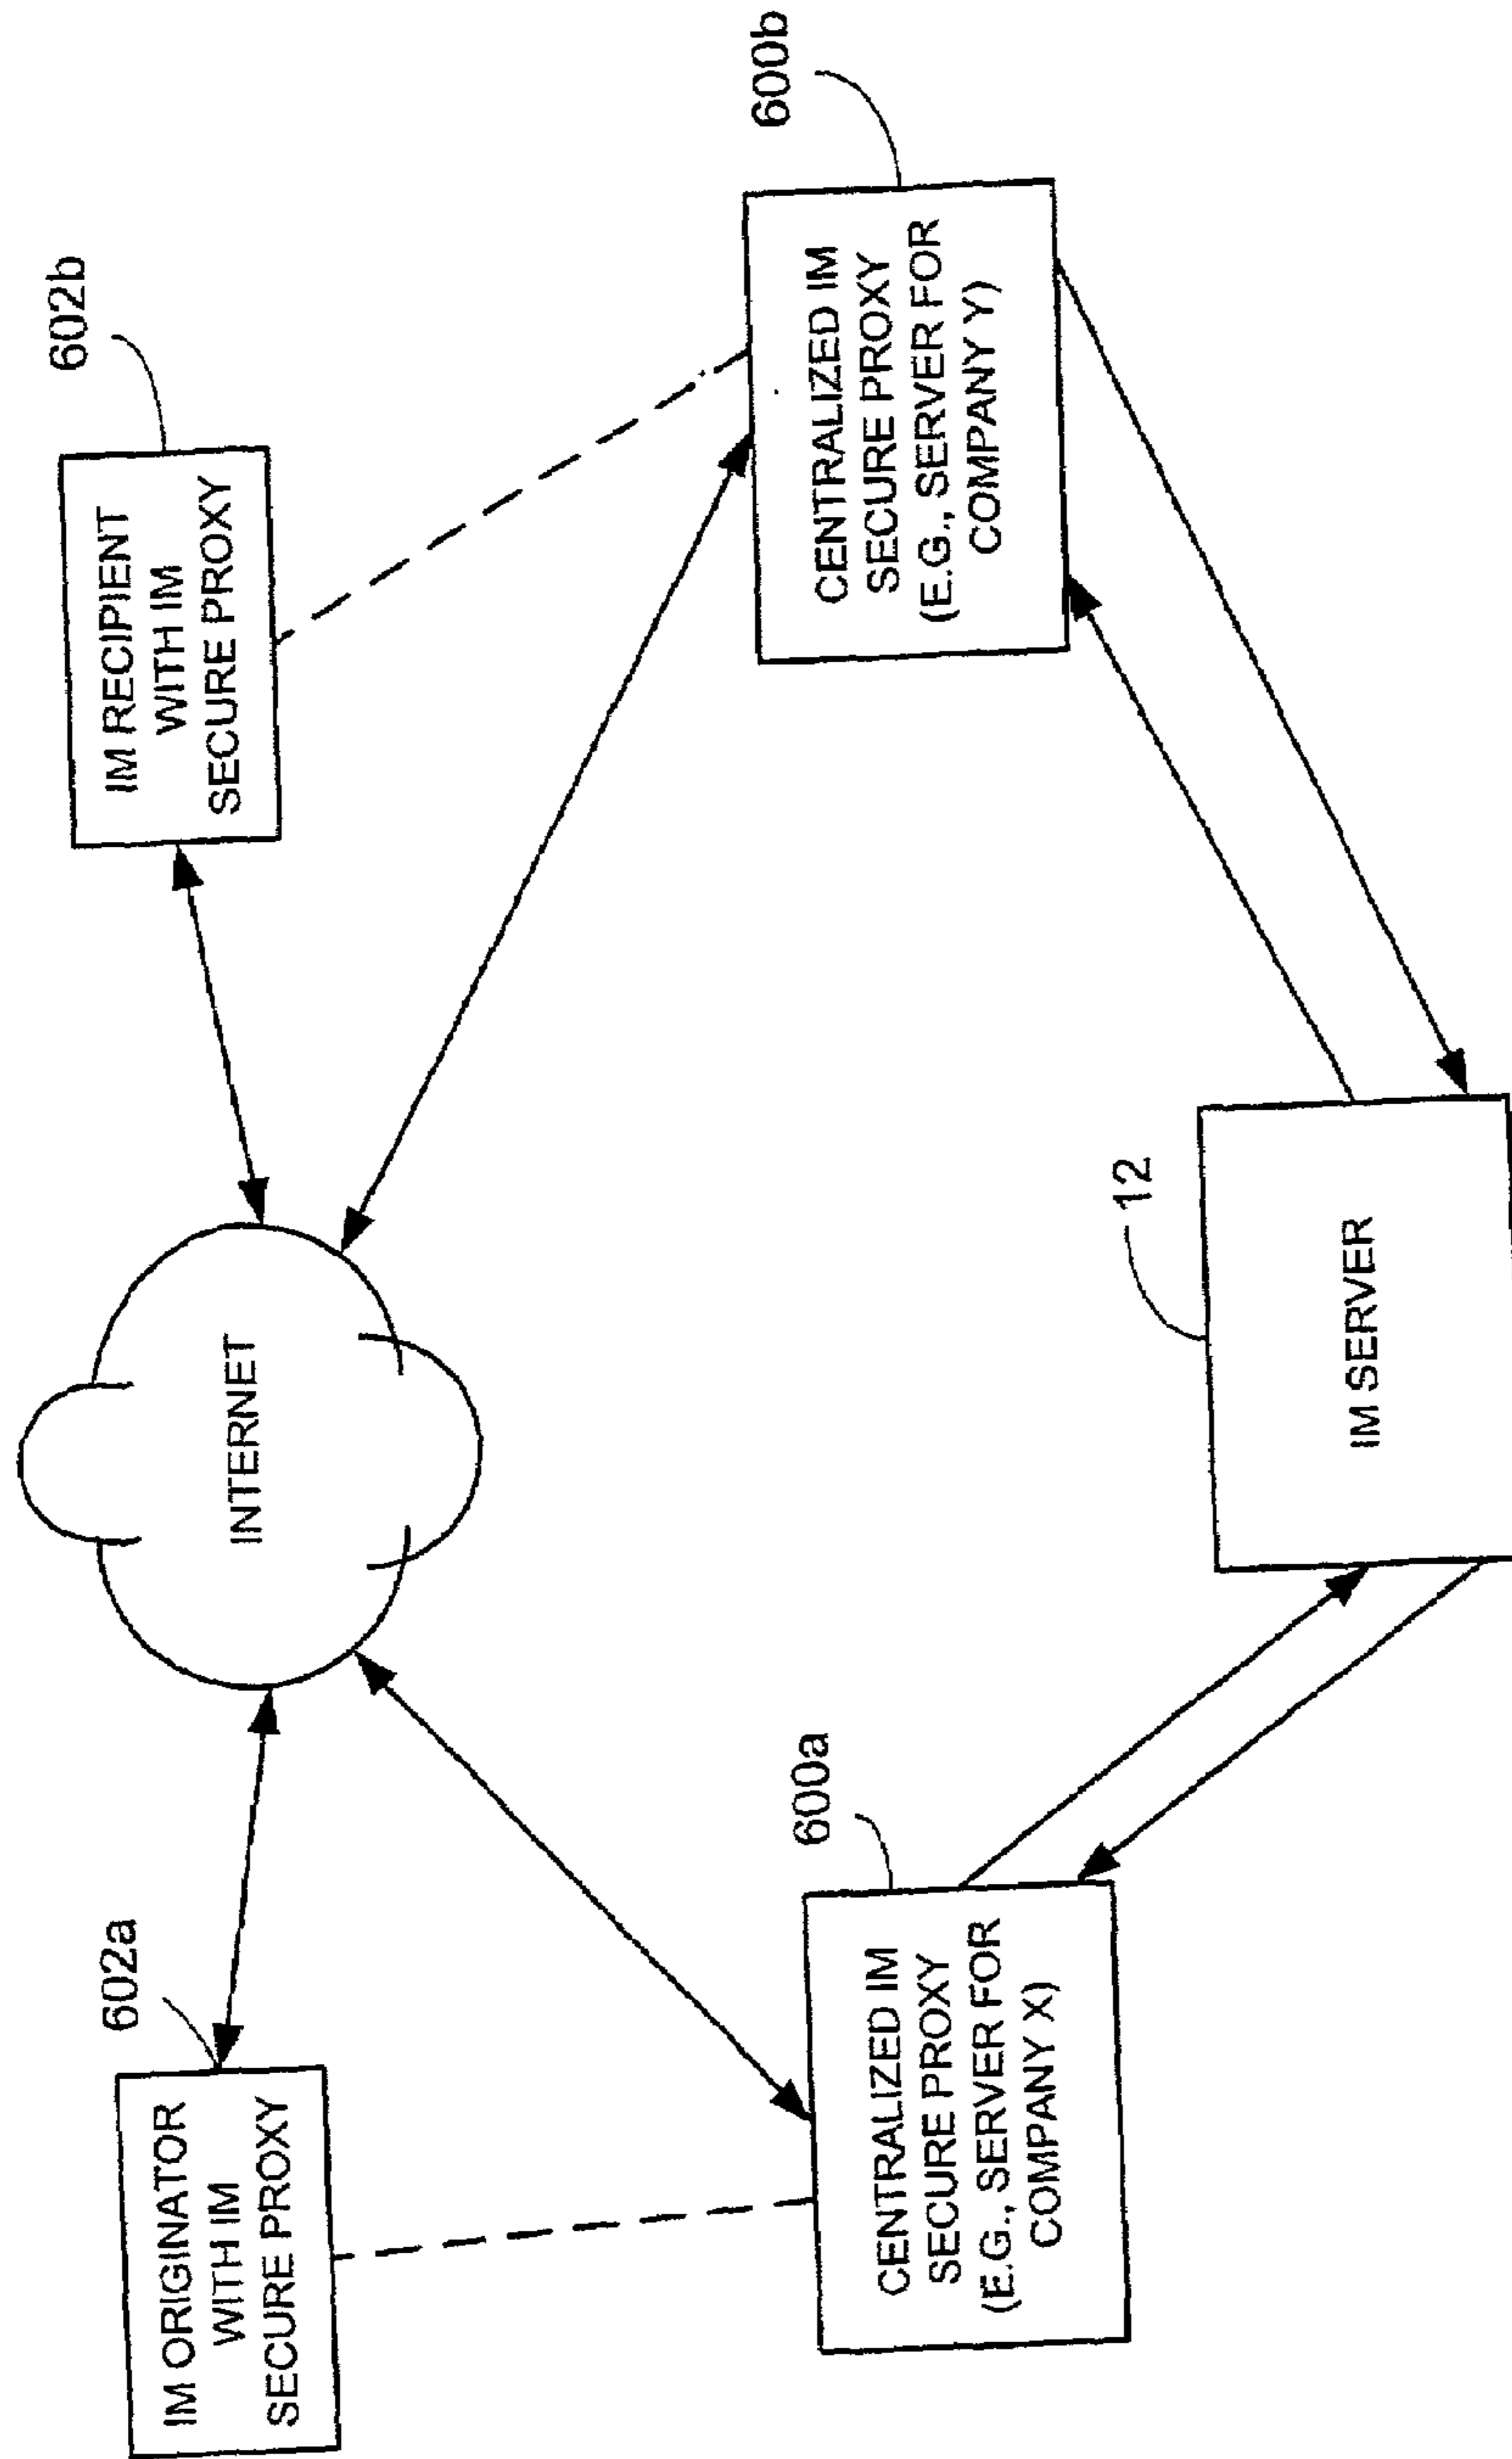 602a
IM ORIGINATOR
WITH IM
SECURE PROXY
INTERNET
602b
IM RECIPIENT
WITH IM
SECURE PROXY
600a
CENTRALIZED IM
SECURE PROXY
(E.G., SERVER FOR
COMPANY X)
12
IM SERVER
600b
CENTRALIZED IM
SECURE PROXY
(E.G., SERVER FOR
COMPANY Y)